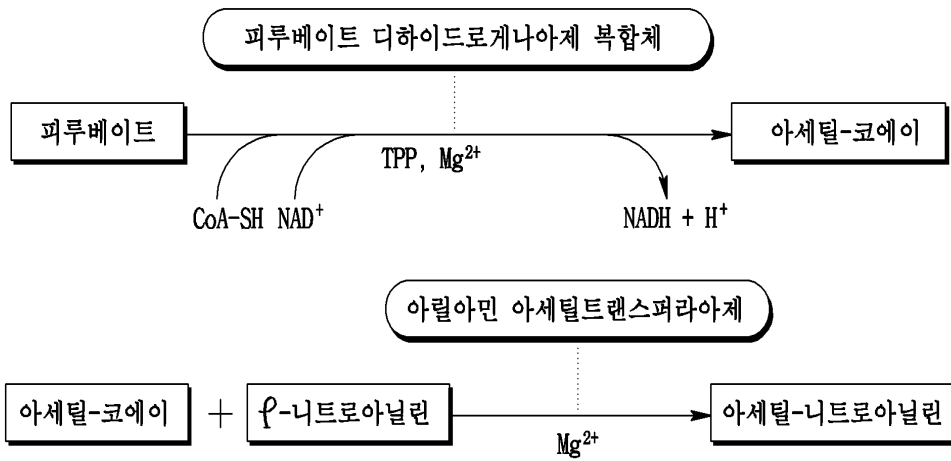 피루베이트 디하이드로게나아제 복합체
피루베이트
아세틸-코에이
TPP, Mg²⁺
CoA-SH NAD⁺
NADH + H⁺
아릴아민 아세틸트랜스퍼라아제
아세틸-코에이 + ρ-니트로아닐린
아세틸-니트로아닐린
Mg²⁺